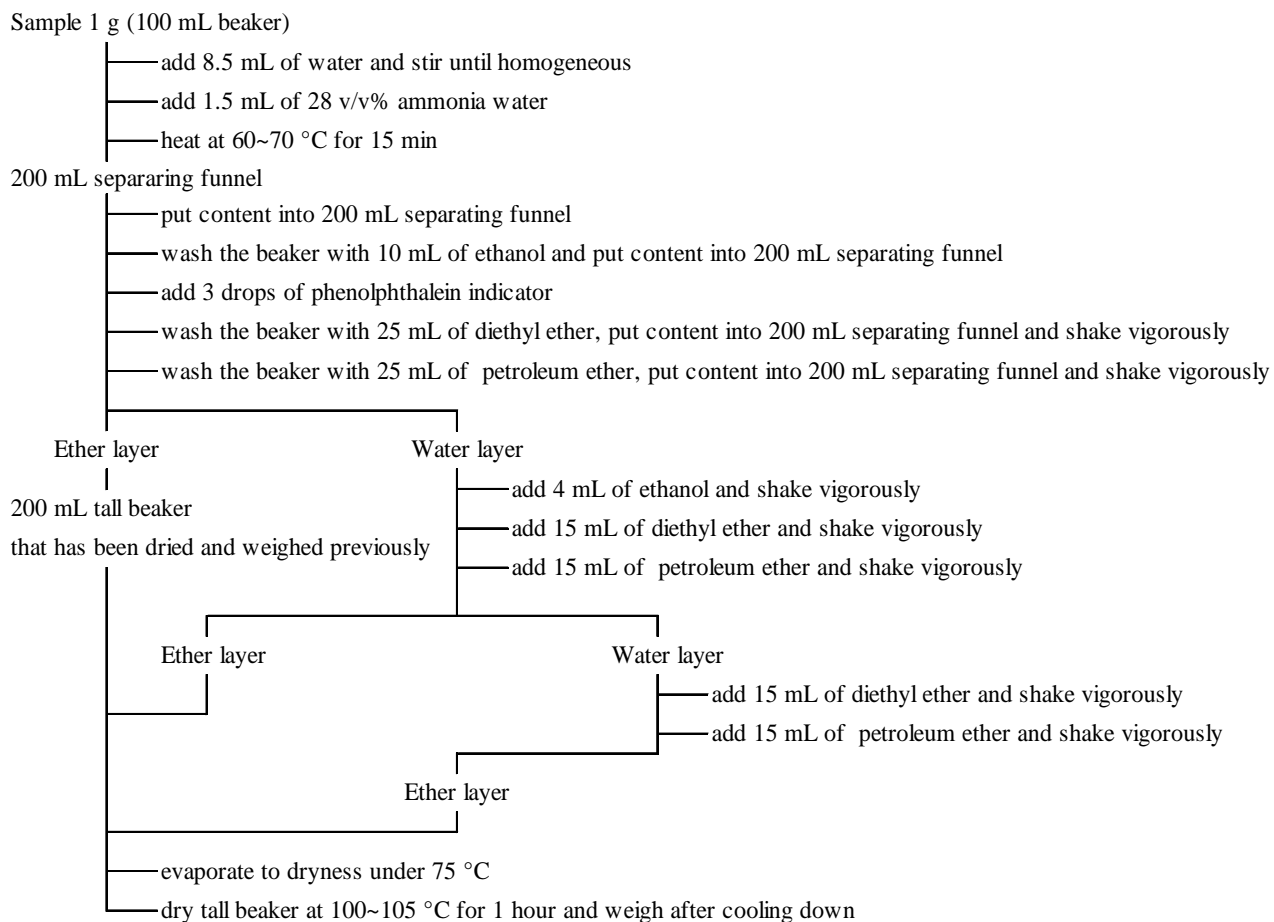 Sample 1 g (100 mL beaker)
add 8.5 mL of water and stir until homogeneous
add 1.5 mL of 28 v/v% ammonia water
heat at 60~70 °C for 15 min
200 mL separaring funnel
put content into 200 mL separating funnel
wash the beaker with 10 mL of ethanol and put content into 200 mL separating funnel
add 3 drops of phenolphthalein indicator
wash the beaker with 25 mL of diethyl ether, put content into 200 mL separating funnel and shake vigorously
wash the beaker with 25 mL of petroleum ether, put content into 200 mL separating funnel and shake vigorously
Ether layer
Water layer
add 4 mL of ethanol and shake vigorously
200 mL tall beaker
add 15 mL of diethyl ether and shake vigorously
that has been dried and weighed previously
add 15 mL of petroleum ether and shake vigorously
Ether layer
Water layer
add 15 mL of diethyl ether and shake vigorously
add 15 mL of petroleum ether and shake vigorously
Ether layer
evaporate to dryness under 75 °C
dry tall beaker at 100~105 °C for 1 hour and weigh after cooling down